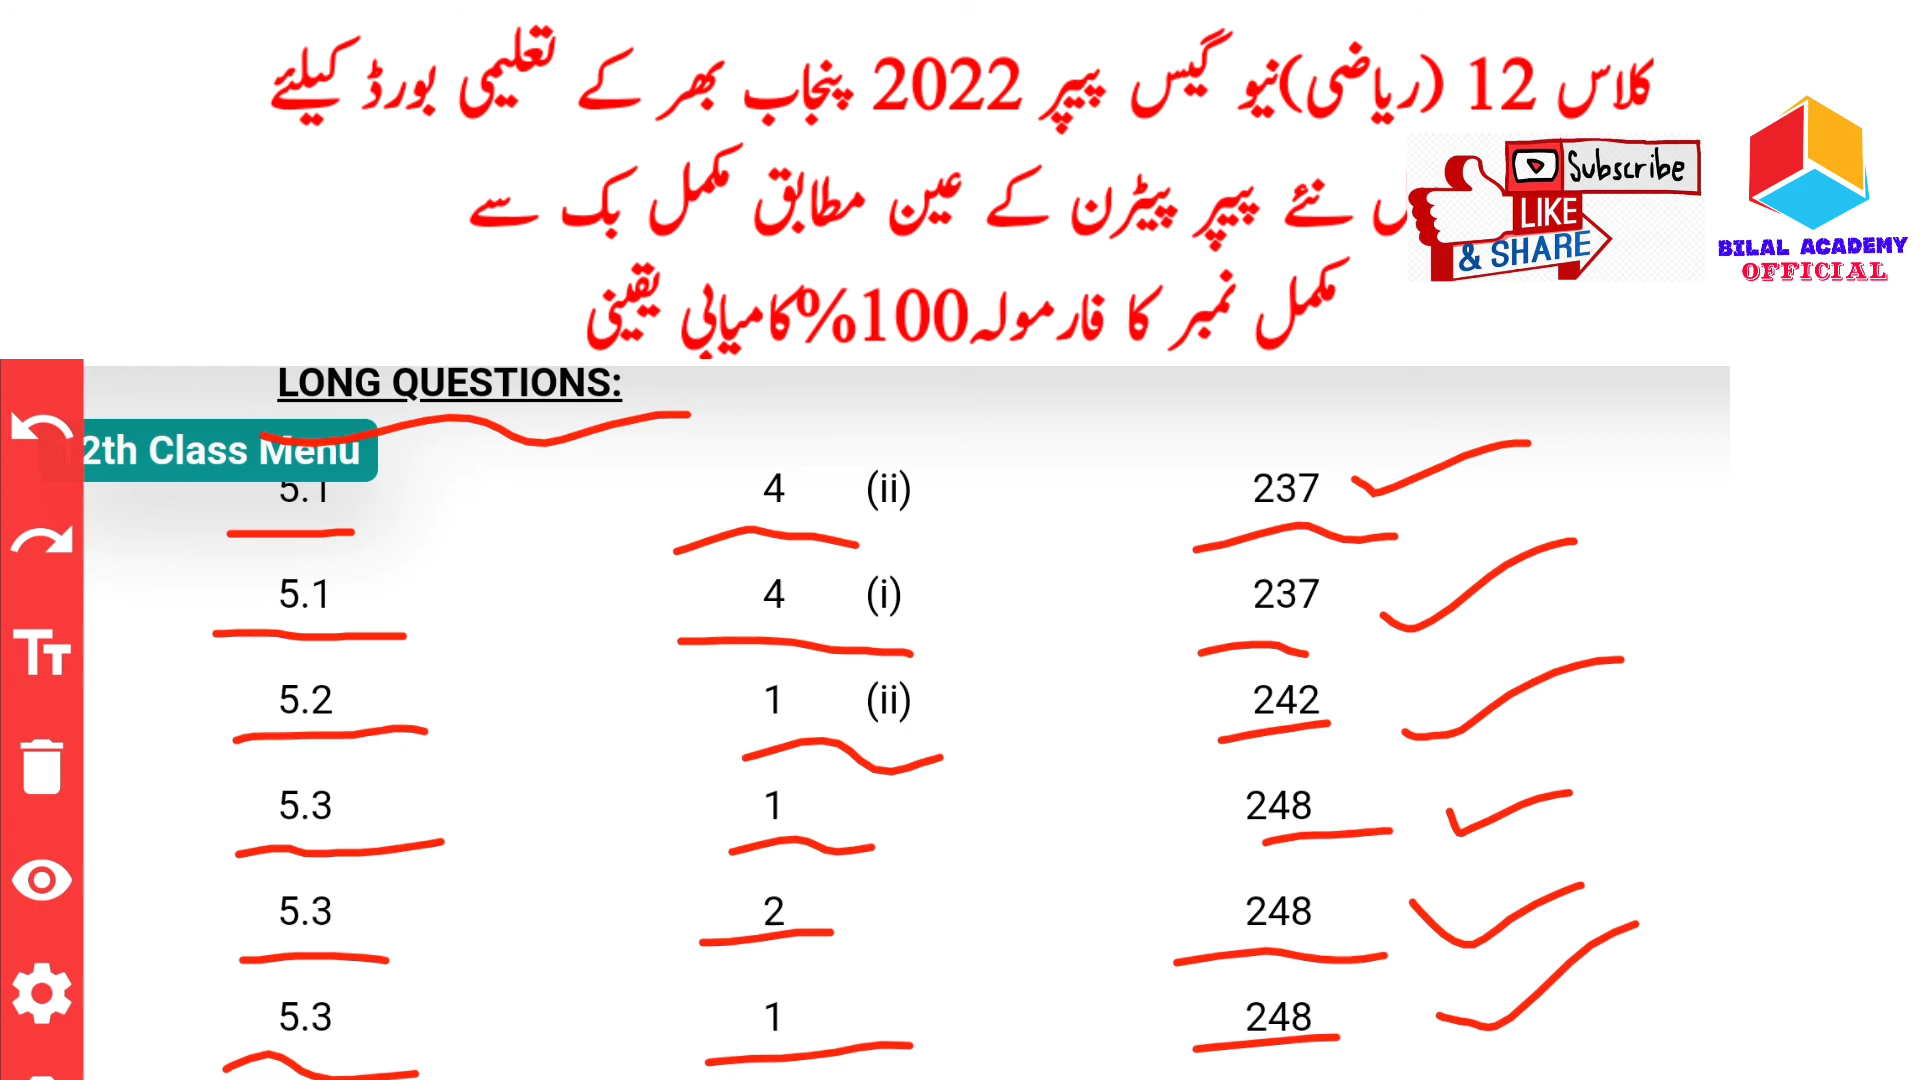 کلاس 12 (ریاضی)نیو گیس پیپر 2022 پنجاب بھر کے تعلیمی بورڈ کیلئے
نئے پیپر پیٹرن کے عین مطابق مکمل بک سے
مکمل نمبر کا فارمولہ 100%کامیابی یقینی
Subscribe
LIKE
& SHARE
BILAL ACADEMY
OFFICIAL
LONG QUESTIONS:
2th Class Menu
5.1 4 (ii) 237
5.1 4 (i) 237
5.2 1 (ii) 242
5.3 1 248
5.3 2 248
5.3 1 248
Tт